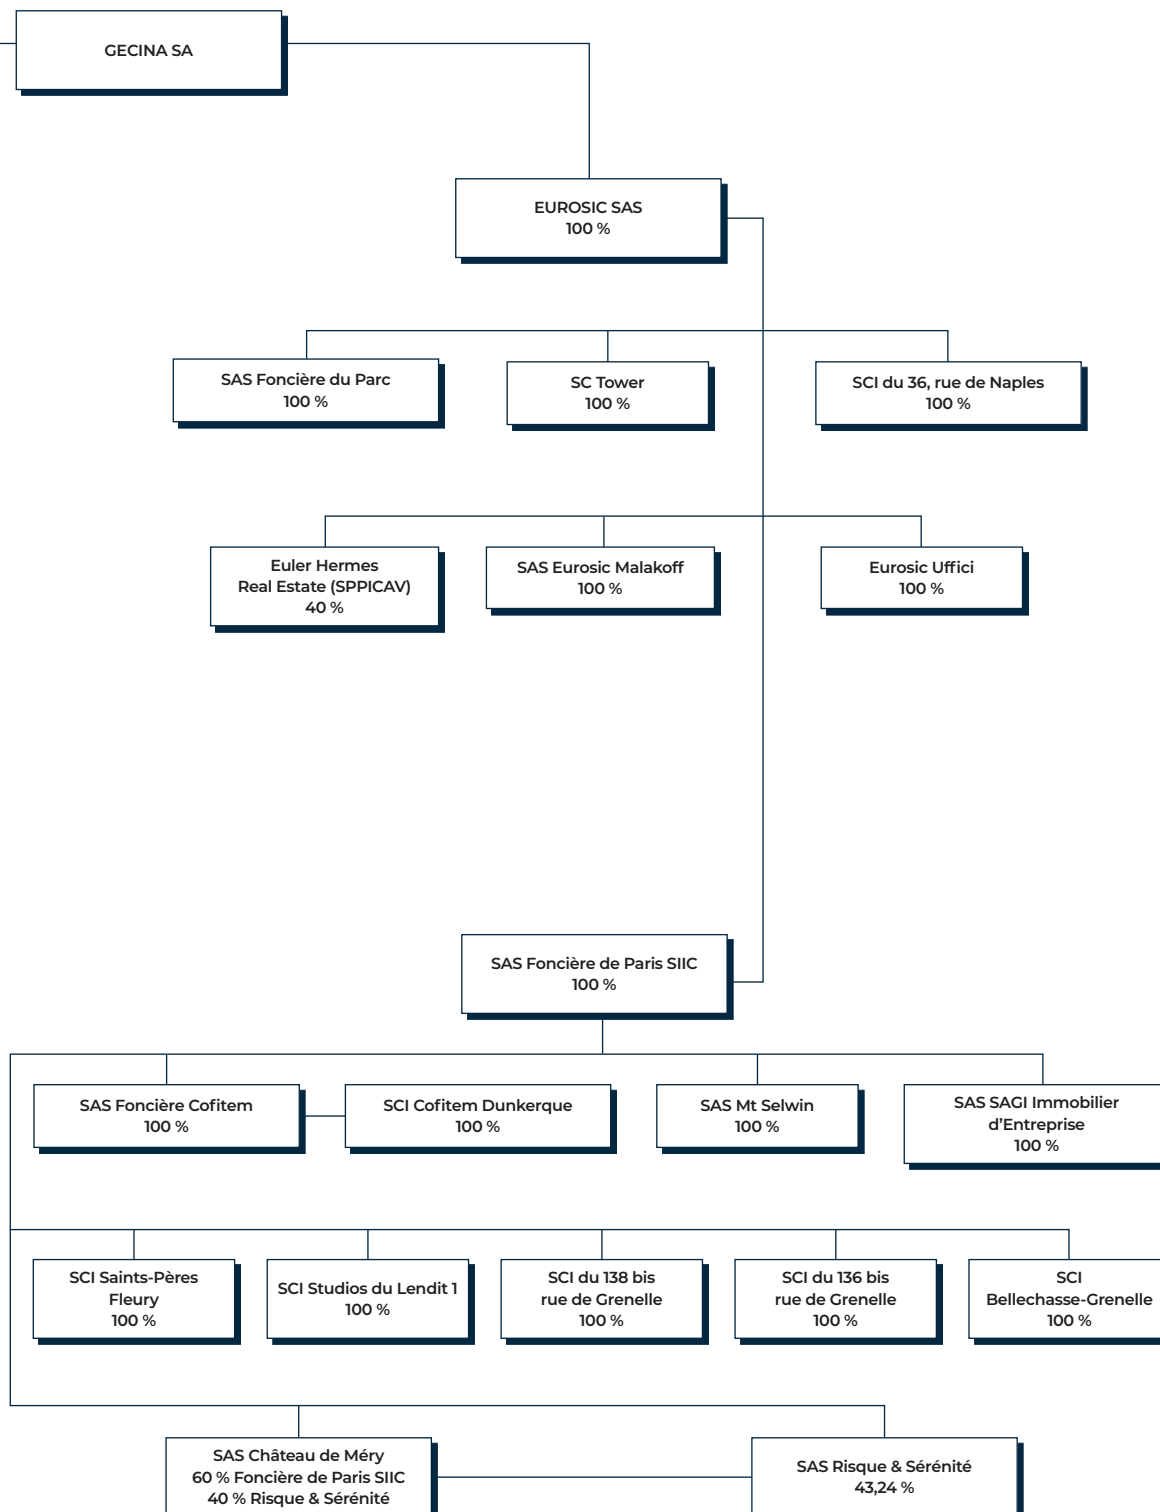 GECINA SA
EUROSIC SAS
100 %
SAS Foncière du Parc
100 %
SC Tower
100 %
SCI du 36, rue de Naples
100 %
Euler Hermes
Real Estate (SPPICAV)
40 %
SAS Eurosic Malakoff
100 %
Eurosic Uffici
100 %
SAS Foncière de Paris SIIC
100 %
SAS Foncière Cofitem
100 %
SCI Cofitem Dunkerque
100 %
SAS Mt Selwin
100 %
SAS SAGI Immobilier
d’Entreprise
100 %
SCI Saints-Pères
Fleury
100 %
SCI Studios du Lendit 1
100 %
SCI du 138 bis
rue de Grenelle
100 %
SCI du 136 bis
rue de Grenelle
100 %
SCI
Bellechasse-Grenelle
100 %
SAS Château de Méry
60 % Foncière de Paris SIIC
40 % Risque & Sérénité
SAS Risque & Sérénité
43,24 %